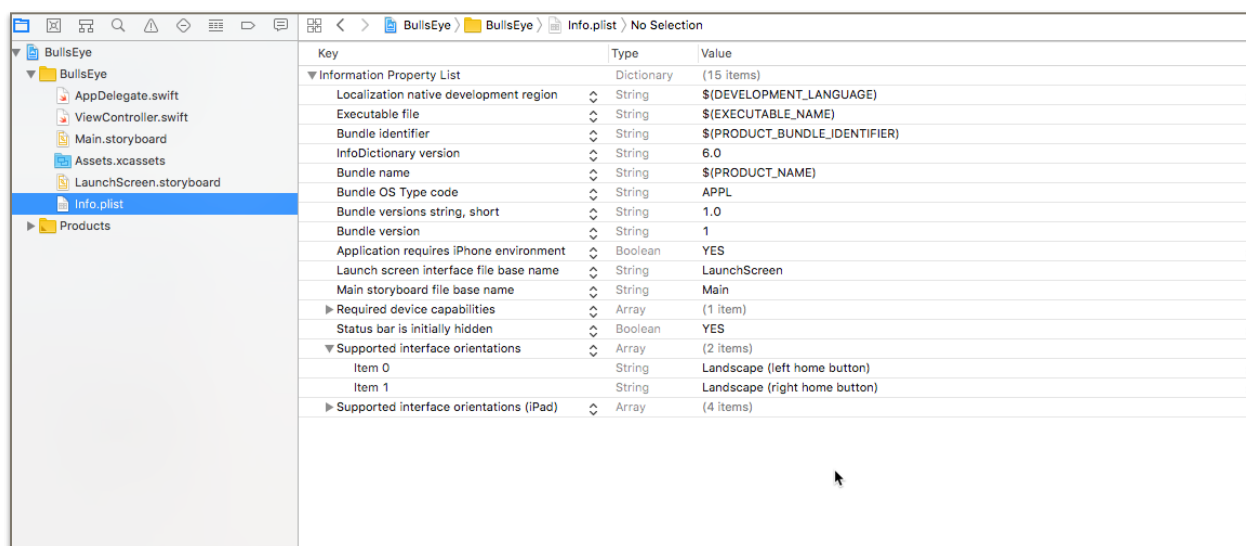 BullsEye BullsEye Info.plist No Selection
BullsEye
BullsEye
AppDelegate.swift
ViewController.swift
Main.storyboard
Assets.xcassets
LaunchScreen.storyboard
Info.plist
Products
Key Type Value
Information Property List Dictionary (15 items)
Localization native development region String $(DEVELOPMENT_LANGUAGE)
Executable file String $(EXECUTABLE_NAME)
Bundle identifier String $(PRODUCT_BUNDLE_IDENTIFIER)
InfoDictionary version String 6.0
Bundle name String $(PRODUCT_NAME)
Bundle OS Type code String APPL
Bundle versions string, short String 1.0
Bundle version String 1
Application requires iPhone environment Boolean YES
Launch screen interface file base name String LaunchScreen
Main storyboard file base name String Main
Required device capabilities Array (1 item)
Status bar is initially hidden Boolean YES
Supported interface orientations Array (2 items)
Item 0 String Landscape (left home button)
Item 1 String Landscape (right home button)
Supported interface orientations (iPad) Array (4 items)